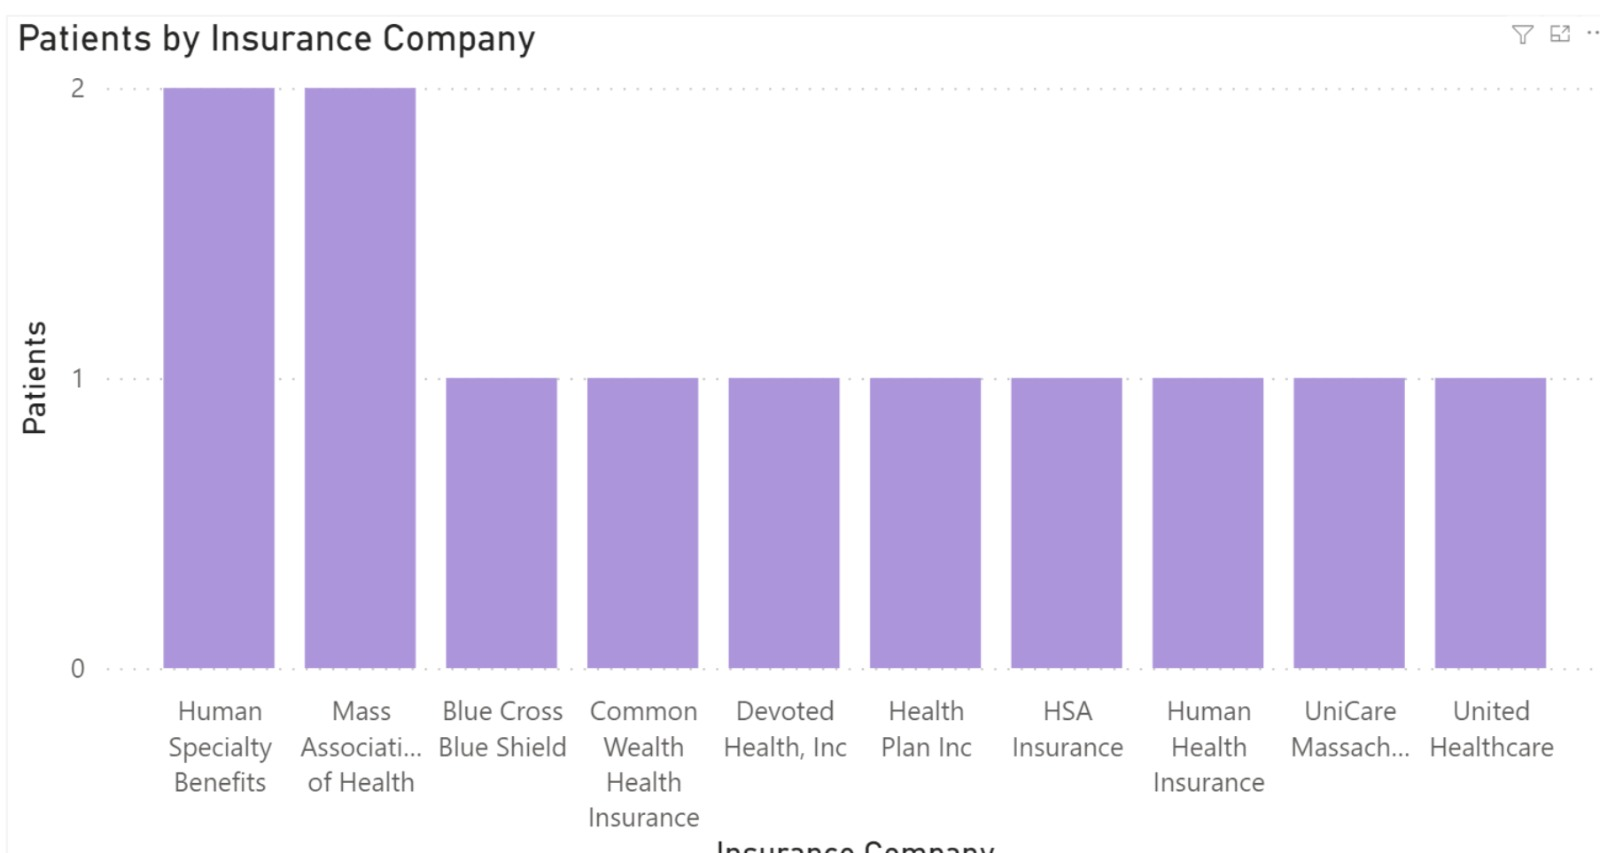 Patients by Insurance Company
2
1
0
Patients
Human
Specialty
Benefits
Mass
Associati...
of Health
Blue Cross
Blue Shield
Common
Wealth
Health
Insurance
Devoted
Health, Inc
Health
Plan Inc
HSA
Insurance
Human
Health
Insurance
UniCare
Massach...
United
Healthcare
Insurance Company